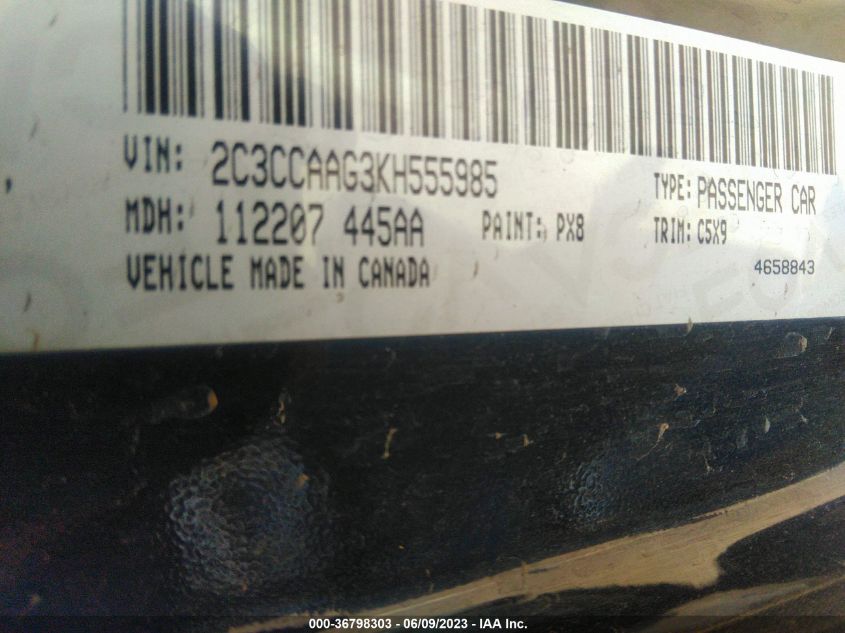 VIN: 2C3CCAAG3KH555985 TYPE: PASSENGER CAR
MDH: 112207 445AA PAINT: PX8 TRIM: C5X9
VEHICLE MADE IN CANADA 4658843
000-36798303 - 06/09/2023 - IAA Inc.